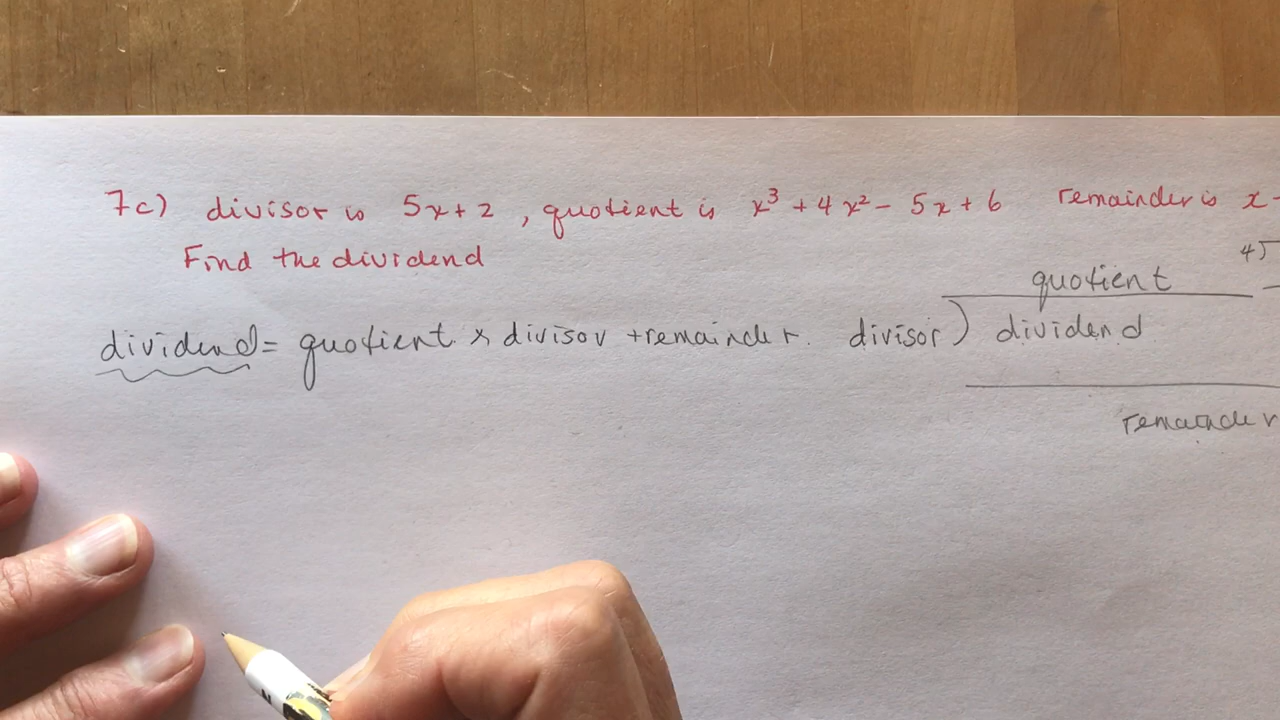 7c) divisor is 5x + 2 , quotient is x³ + 4x² - 5x + 6 remainder is x -
Find the dividend
4)
quotient
dividend = quotient × divisor + remainder. divisor) dividend
remainder